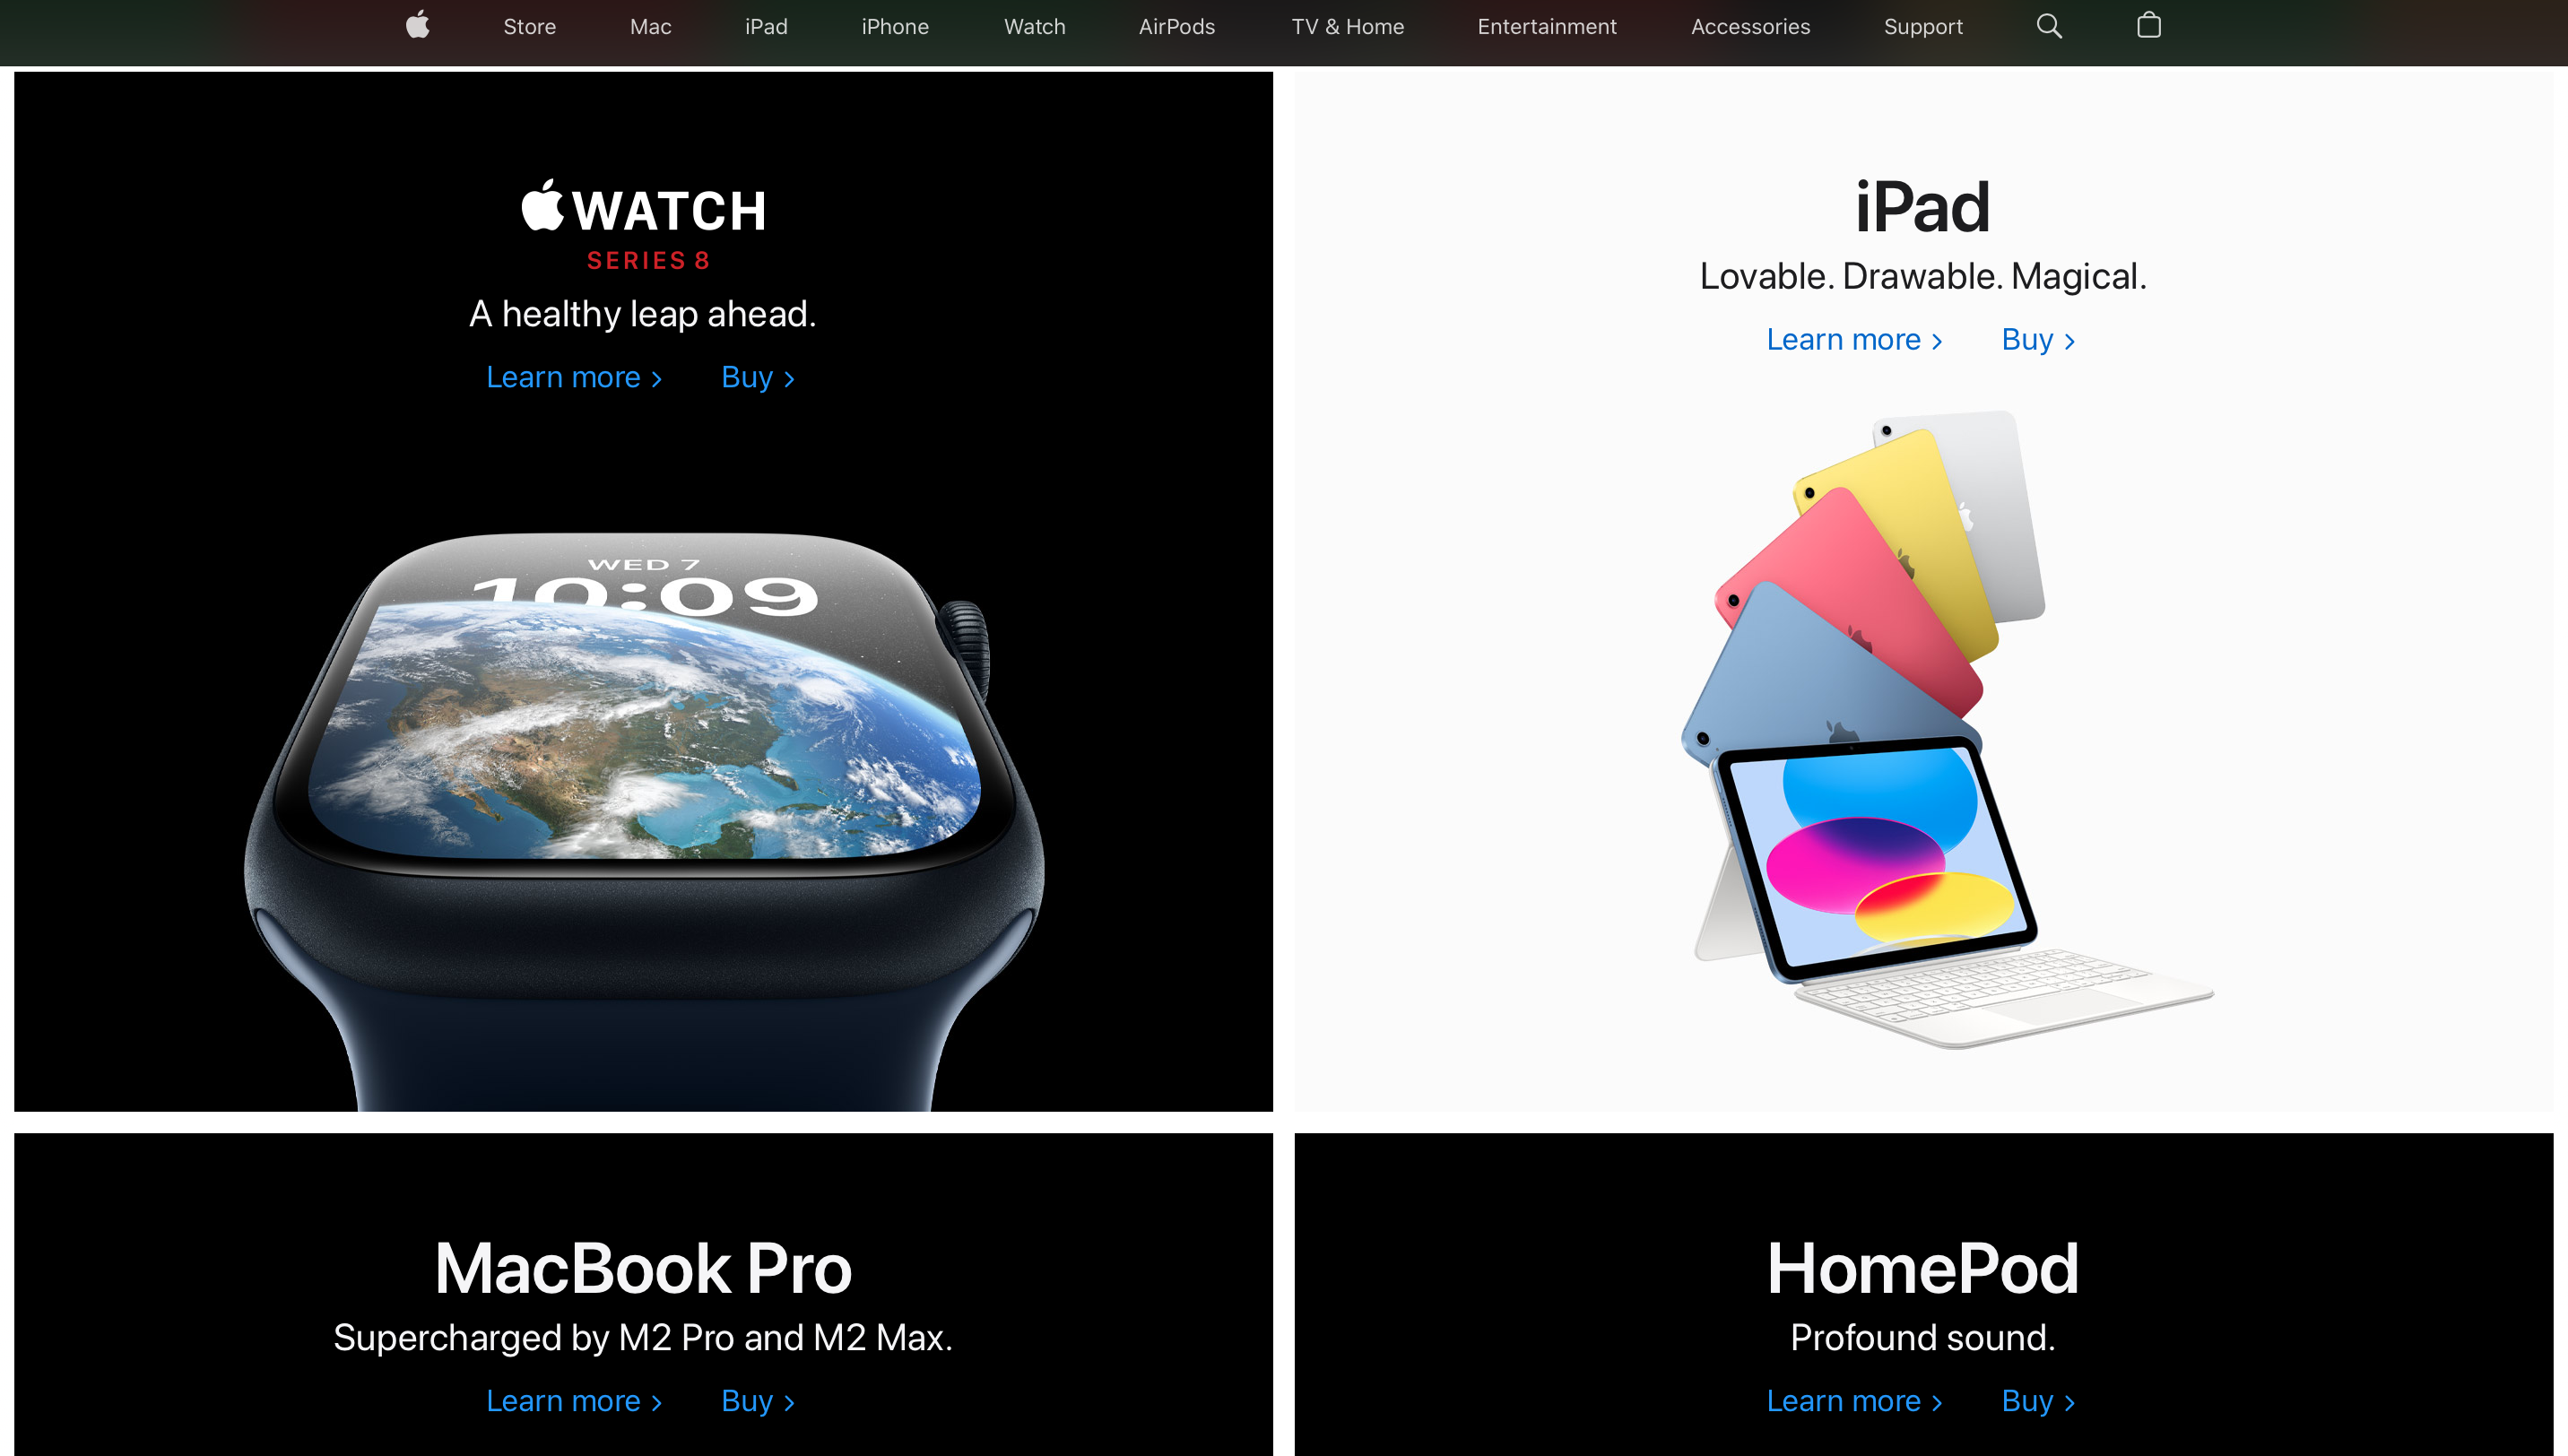 Store Mac iPad iPhone Watch AirPods TV & Home Entertainment Accessories Support
WATCH
SERIES 8
A healthy leap ahead.
Learn more > Buy >
WED 7
10:09
iPad
Lovable. Drawable. Magical.
Learn more > Buy >
MacBook Pro
Supercharged by M2 Pro and M2 Max.
Learn more > Buy >
HomePod
Profound sound.
Learn more > Buy >